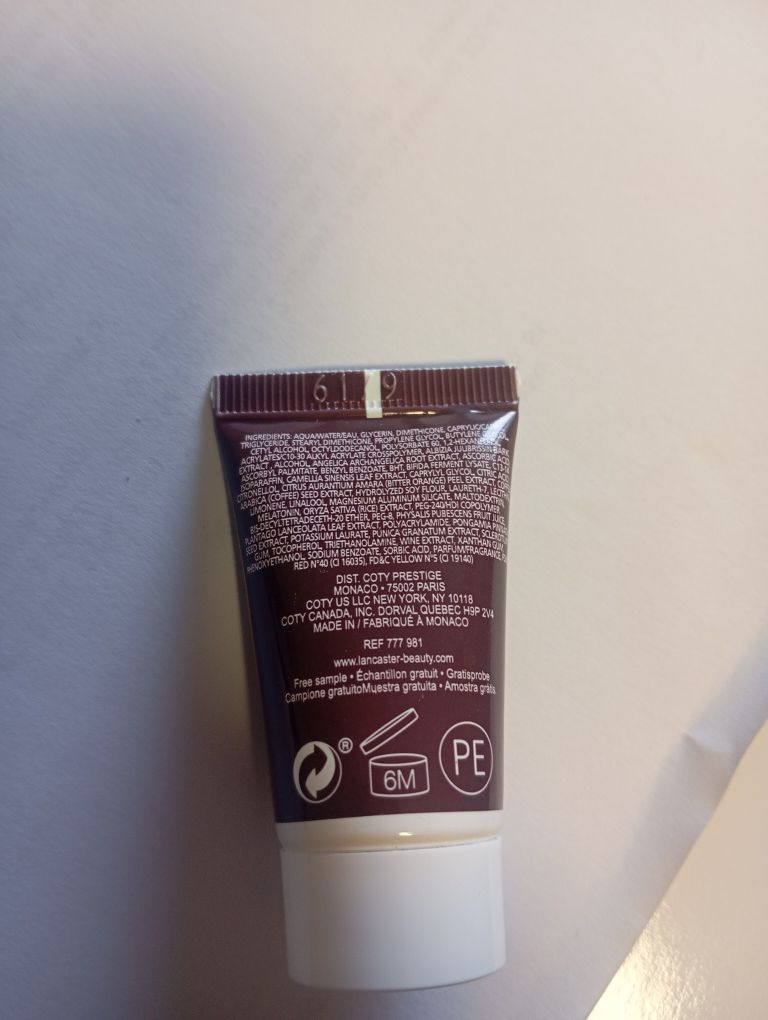 6179
INGREDIENTS: AQUA/WATER/EAU, GLYCERIN, DIMETHICONE, CAPRYLIC/
TRIGLYCERIDE, STEARYL DIMETHICONE, PROPYLENE GLYCOL, BUTYLENE
CETYL ALCOHOL, OCTYLDODECANOL, POLYSORBATE 60, 1,2-HEXANEDIOL,
ACRYLATES/C10-30 ALKYL ACRYLATE CROSSPOLYMER, ALBIZIA JULIBRISSIN BARK
EXTRACT, ALCOHOL, ANGELICA ARCHANGELICA ROOT EXTRACT, ASCORBIC ACID,
ASCORBYL PALMITATE, BENZYL BENZOATE, BHT, BIFIDA FERMENT LYSATE, C13-14
ISOPARAFFIN, CAMELLIA SINENSIS LEAF EXTRACT, CAPRYLYL GLYCOL, CITRIC
CITRONELLOL, CITRUS AURANTIUM AMARA (BITTER ORANGE) PEEL EXTRACT,
ARABICA (COFFEE) SEED EXTRACT, HYDROLYZED SOY FLOUR, LAURETH-7, LECITHIN,
LIMONENE, LINALOOL, MAGNESIUM ALUMINUM SILICATE, MALTODEXTRIN,
MELATONIN, ORYZA SATIVA (RICE) EXTRACT, PEG-240/HDI COPOLYMER
BIS-DECYLTETRADECETH-20 ETHER, PEG-8, PHYSALIS PUBESCENS FRUIT JUICE,
PLANTAGO LANCEOLATA LEAF EXTRACT, POLYACRYLAMIDE, PONGAMIA
SEED EXTRACT, POTASSIUM LAURATE, PUNICA GRANATUM EXTRACT,
GUM, TOCOPHEROL, TRIETHANOLAMINE, WINE EXTRACT, XANTHAN GUM,
PHENOXYETHANOL, SODIUM BENZOATE, SORBIC ACID, PARFUM/FRAGRANCE,
RED N°40 (CI 16035), FD&C YELLOW N°5 (CI 19140)
DIST. COTY PRESTIGE
MONACO • 75002 PARIS
COTY US LLC NEW YORK, NY 10118
COTY CANADA, INC. DORVAL QUEBEC H9P 2V4
MADE IN / FABRIQUÉ À MONACO
REF 777 981
www.lancaster-beauty.com
Free sample • Échantillon gratuit • Gratisprobe
Campione gratuitoMuestra gratuita • Amostra grátis
®
6M
PE